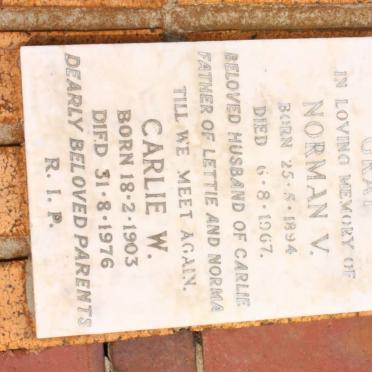 IN LOVING MEMORY OF
NORMAN V.
BORN 25·5·1894
DIED 6·8·1967.
BELOVED HUSBAND OF CARLIE
FATHER OF LETTIE AND NORMA
TILL WE MEET AGAIN.
CARLIE W.
BORN 18·2·1903
DIED 31·8·1976
DEARLY BELOVED PARENTS
R. I. P.